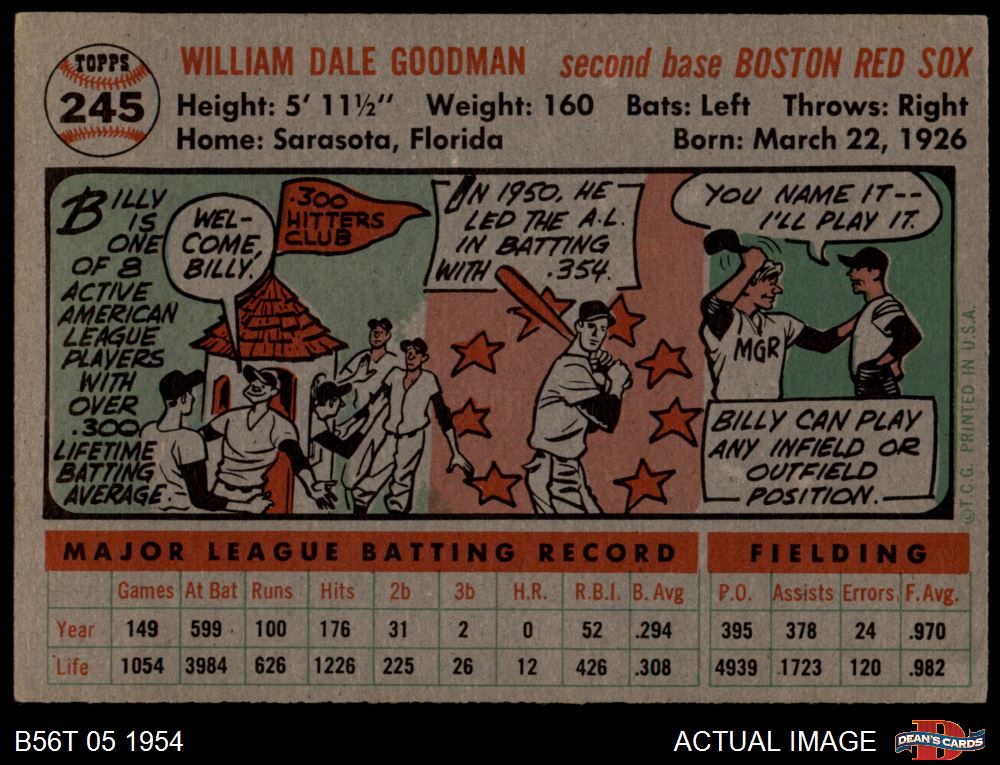 TOPPS
245
WILLIAM DALE GOODMAN second base BOSTON RED SOX
Height: 5' 11½" Weight: 160 Bats: Left Throws: Right
Home: Sarasota, Florida Born: March 22, 1926
BILLY
IS
ONE
OF 8
ACTIVE
AMERICAN
LEAGUE
PLAYERS
WITH
OVER
.300
LIFETIME
BATTING
AVERAGE.
WEL-
COME,
BILLY.
.300
HITTERS
CLUB
IN 1950, HE
LED THE A.L.
IN BATTING
WITH .354.
YOU NAME IT--
I'LL PLAY IT.
MGR
BILLY CAN PLAY
ANY INFIELD OR
OUTFIELD
POSITION.
©T.C.G. PRINTED IN U.S.A.
MAJOR LEAGUE BATTING RECORD FIELDING
Games At Bat Runs Hits 2b 3b H.R. R.B.I. B. Avg P.O. Assists Errors F. Avg.
Year 149 599 100 176 31 2 0 52 .294 395 378 24 .970
Life 1054 3984 626 1226 225 26 12 426 .308 4939 1723 120 .982
B56T 05 1954 ACTUAL IMAGE DEAN'S CARDS